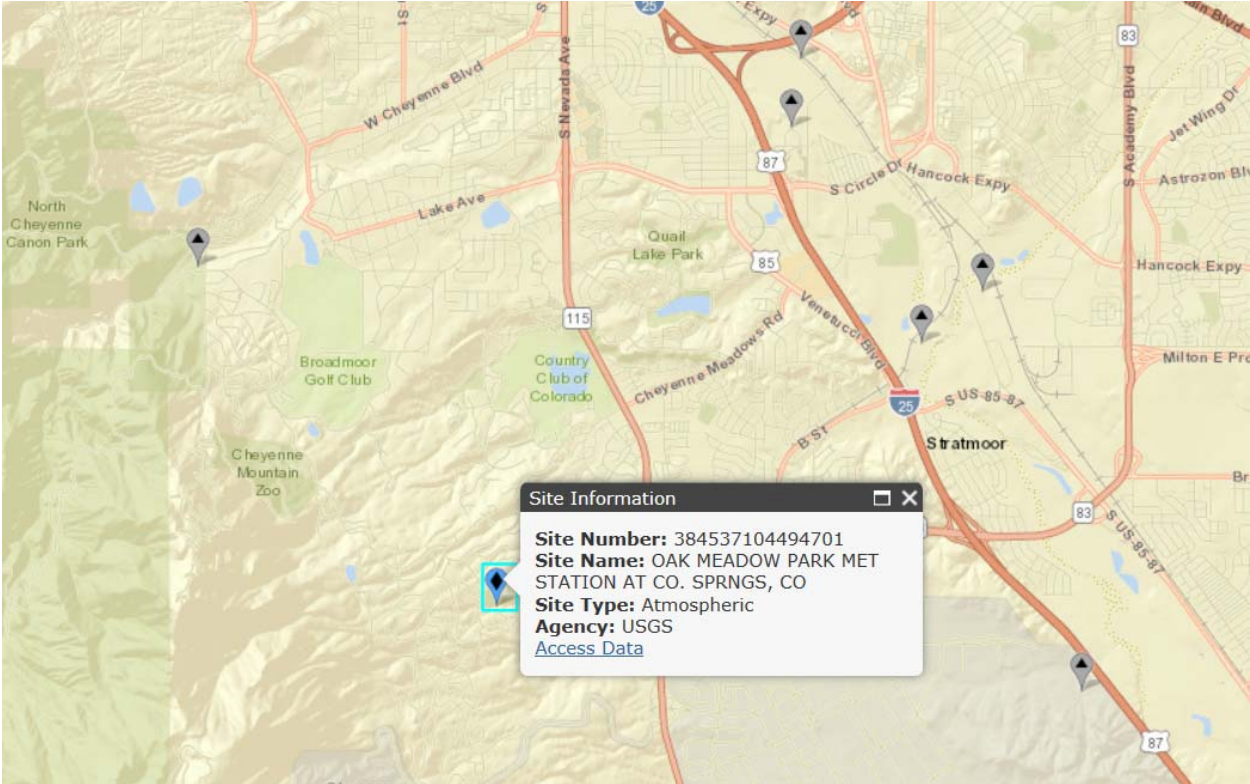 St
S
25
Expy
Blvd
83
W Cheyenne Blvd
S Nevada Ave
S Academy Blvd
Jet Wing Dr
87
S Circle Dr
Hancock Expy
Astrozon
North
Cheyenne
Canon Park
Lake Ave
Quail
Lake Park
85
Hancock Expy
Venetucci Blvd
115
Broadmoor
Golf Club
Country
Club of
Colorado
Cheyenne Meadows Rd
Milton E
25
S US-85-87
B St
Stratmoor
Cheyenne
Mountain
Zoo
Br
Site Information
83
S US-85-87
Site Number: 384537104494701
Site Name: OAK MEADOW PARK MET
STATION AT CO. SPRNGS, CO
Site Type: Atmospheric
Agency: USGS
Access Data
87